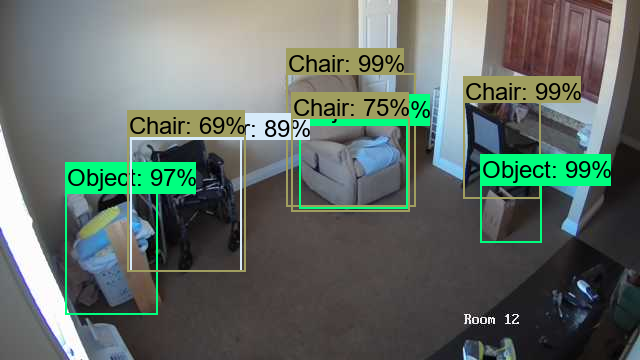 Chair: 99%
Chair: 75%
%
Chair: 99%
Chair: 69%
r: 89%
Object: 97%
Object: 99%
Room 12